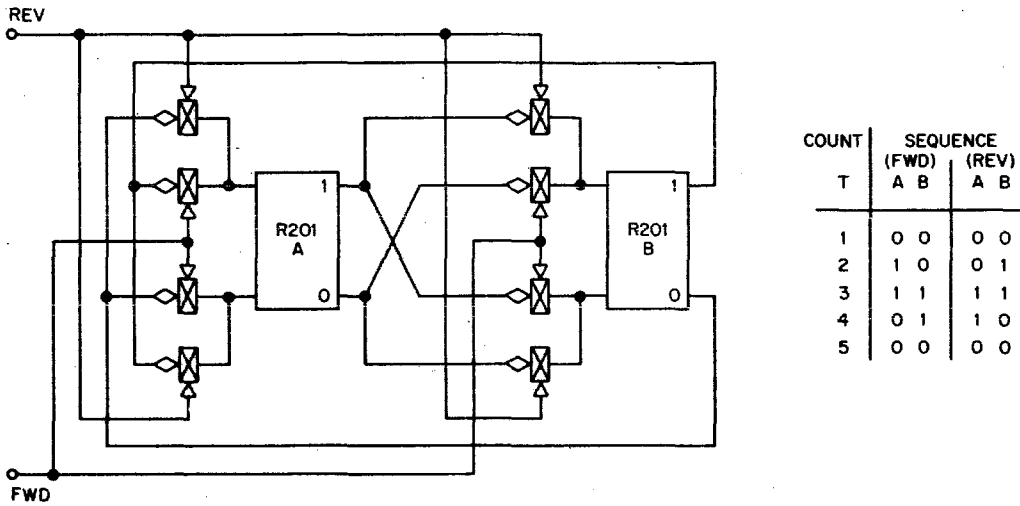 REV
1
0
R201
A
1
0
R201
B
FWD
COUNT SEQUENCE
(FWD) (REV)
T A B A B
1 0 0 0 0
2 1 0 0 1
3 1 1 1 1
4 0 1 1 0
5 0 0 0 0